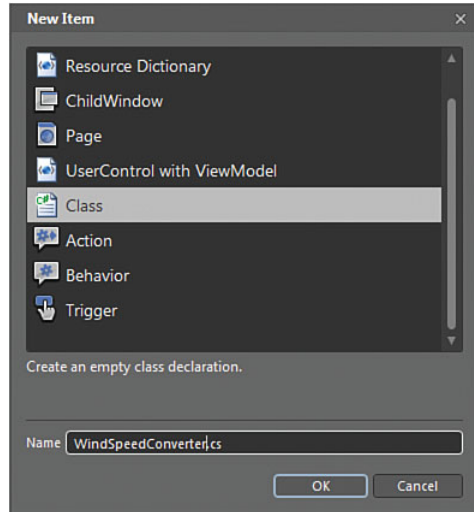 New Item
Resource Dictionary
ChildWindow
Page
UserControl with ViewModel
C#
Class
Action
Behavior
Trigger
Create an empty class declaration.
Name WindSpeedConverter.cs
OK Cancel